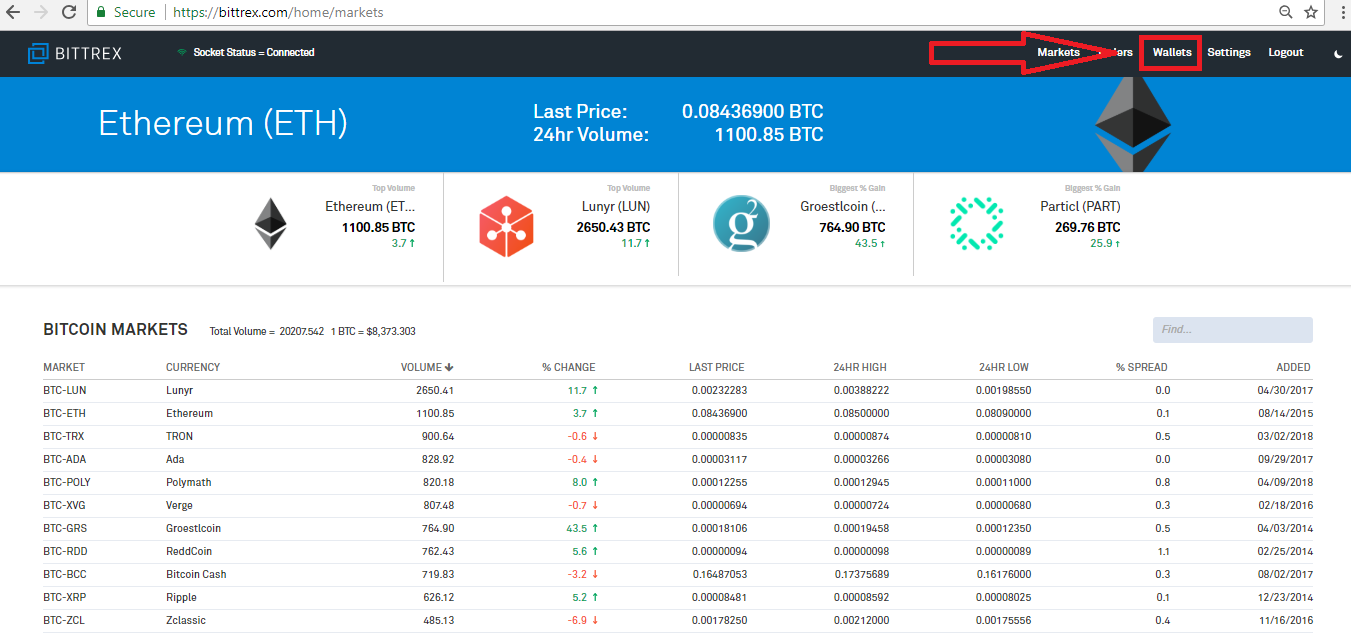 Secure https://bittrex.com/home/markets
BITTREX Socket Status = Connected Markets Wallets Settings Logout
Ethereum (ETH)
Last Price: 0.08436900 BTC
24hr Volume: 1100.85 BTC
Top Volume
Ethereum (ET...
1100.85 BTC
3.7 ↑
Top Volume
Lunyr (LUN)
2650.43 BTC
11.7 ↑
Biggest % Gain
Groestlcoin (...
764.90 BTC
43.5 ↑
Biggest % Gain
Particl (PART)
269.76 BTC
25.9 ↑
g2
BITCOIN MARKETS Total Volume = 20207.542 1 BTC = $8,373.303 Find...
MARKET CURRENCY VOLUME ↓ % CHANGE LAST PRICE 24HR HIGH 24HR LOW % SPREAD ADDED
BTC-LUN Lunyr 2650.41 11.7 ↑ 0.00232283 0.00388222 0.00198550 0.0 04/30/2017
BTC-ETH Ethereum 1100.85 3.7 ↑ 0.08436900 0.08500000 0.08090000 0.1 08/14/2015
BTC-TRX TRON 900.64 -0.6 ↓ 0.00000835 0.00000874 0.00000810 0.5 03/02/2018
BTC-ADA Ada 828.92 -0.4 ↓ 0.00003117 0.00003266 0.00003080 0.0 09/29/2017
BTC-POLY Polymath 820.18 8.0 ↑ 0.00012255 0.00012945 0.00011000 0.8 04/09/2018
BTC-XVG Verge 807.48 -0.7 ↓ 0.00000694 0.00000724 0.00000680 0.3 02/18/2016
BTC-GRS Groestlcoin 764.90 43.5 ↑ 0.00018106 0.00019458 0.00012350 0.5 04/03/2014
BTC-RDD ReddCoin 762.43 5.6 ↑ 0.00000094 0.00000098 0.00000089 1.1 02/25/2014
BTC-BCC Bitcoin Cash 719.83 -3.2 ↓ 0.16487053 0.17375689 0.16176000 0.3 08/02/2017
BTC-XRP Ripple 626.12 5.2 ↑ 0.00008481 0.00008592 0.00008025 0.1 12/23/2014
BTC-ZCL Zclassic 485.13 -6.9 ↓ 0.00178250 0.00212000 0.00175556 0.4 11/16/2016